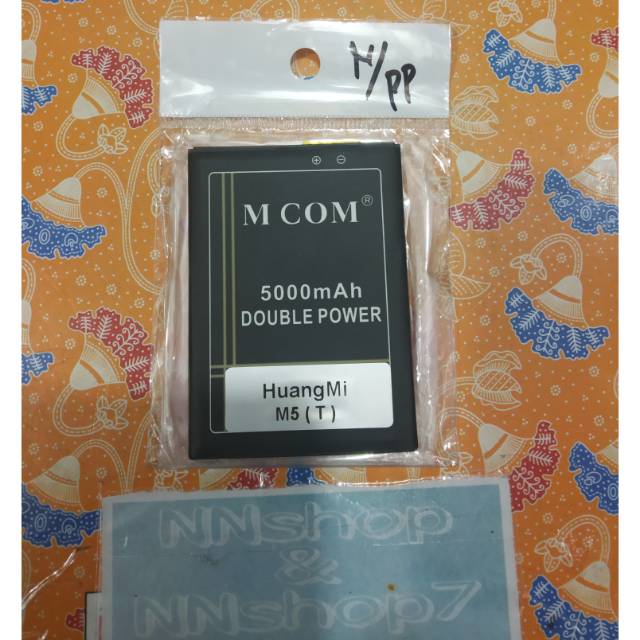 H/PP
⊕ ⊖
M COM®
5000mAh
DOUBLE POWER
HuangMi
M5 ( T )
NNshop
&
NNshop7